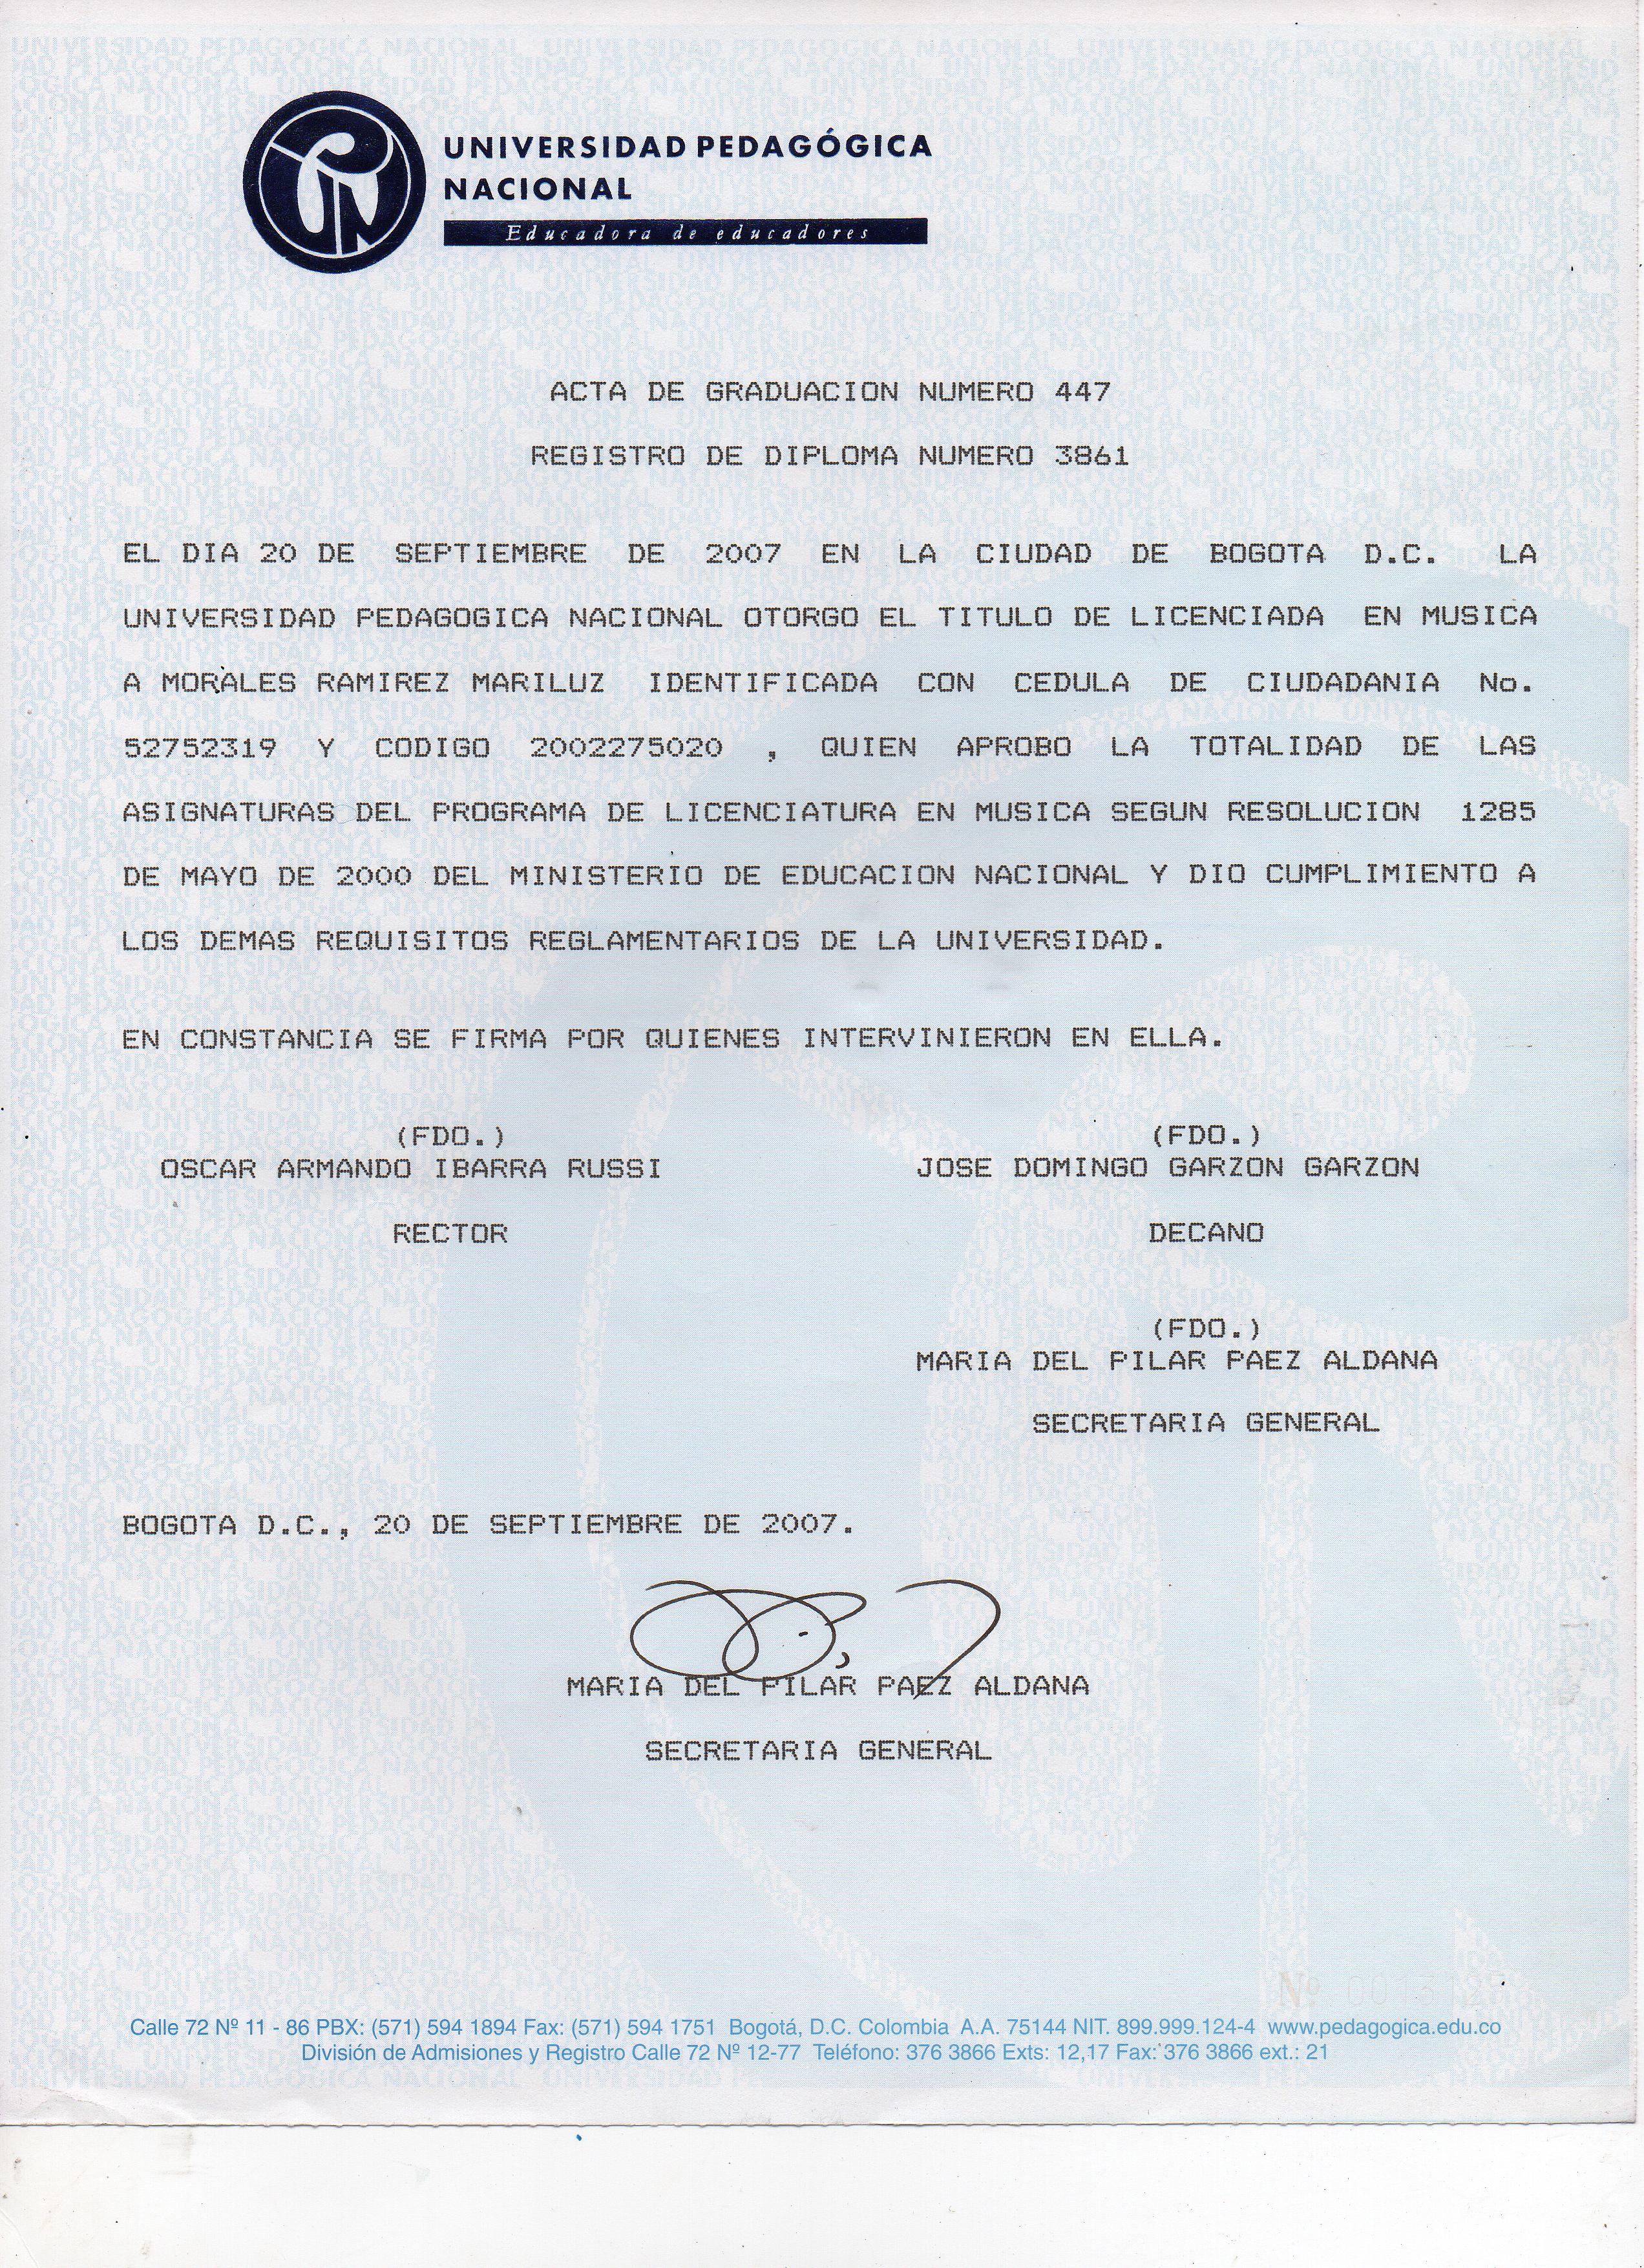 UNIVERSIDAD PEDAGÓGICA
NACIONAL
Educadora de educadores
ACTA DE GRADUACION NUMERO 447
REGISTRO DE DIPLOMA NUMERO 3861
EL DIA 20 DE SEPTIEMBRE DE 2007 EN LA CIUDAD DE BOGOTA D.C. LA
UNIVERSIDAD PEDAGOGICA NACIONAL OTORGO EL TITULO DE LICENCIADA EN MUSICA
A MORALES RAMIREZ MARILUZ IDENTIFICADA CON CEDULA DE CIUDADANIA No.
52752319 Y CODIGO 2002275020 , QUIEN APROBO LA TOTALIDAD DE LAS
ASIGNATURAS DEL PROGRAMA DE LICENCIATURA EN MUSICA SEGUN RESOLUCION 1285
DE MAYO DE 2000 DEL MINISTERIO DE EDUCACION NACIONAL Y DIO CUMPLIMIENTO A
LOS DEMAS REQUISITOS REGLAMENTARIOS DE LA UNIVERSIDAD.
EN CONSTANCIA SE FIRMA POR QUIENES INTERVINIERON EN ELLA.
(FDO.) (FDO.)
OSCAR ARMANDO IBARRA RUSSI JOSE DOMINGO GARZON GARZON
RECTOR DECANO
(FDO.)
MARIA DEL PILAR PAEZ ALDANA
SECRETARIA GENERAL
BOGOTA D.C., 20 DE SEPTIEMBRE DE 2007.
MARIA DEL PILAR PAEZ ALDANA
SECRETARIA GENERAL
Nº
Calle 72 Nº 11 - 86 PBX: (571) 594 1894 Fax: (571) 594 1751 Bogotá, D.C. Colombia A.A. 75144 NIT. 899.999.124-4 www.pedagogica.edu.co
División de Admisiones y Registro Calle 72 Nº 12-77 Teléfono: 376 3866 Exts: 12,17 Fax: 376 3866 ext.: 21